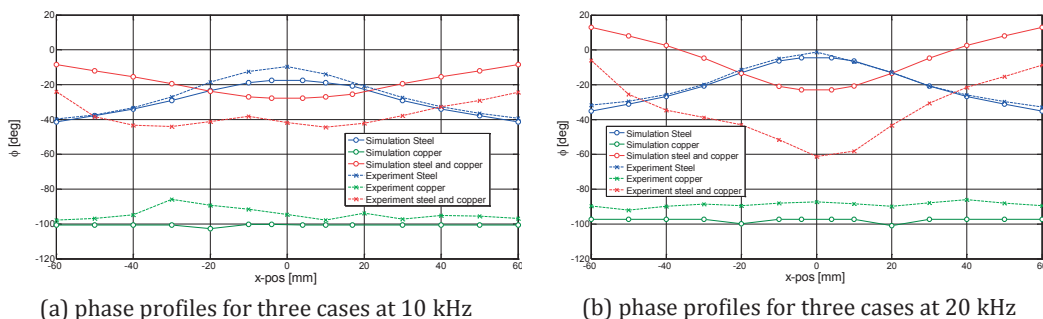 20
0
-20
-40
-60
-80
-100
-120
ϕ [deg]
Simulation Steel
Simulation copper
Simulation steel and copper
Experiment Steel
Experiment copper
Experiment steel and copper
-60 -40 -20 0 20 40 60
x-pos [mm]
(a) phase profiles for three cases at 10 kHz
20
0
-20
-40
-60
-80
-100
-120
ϕ [deg]
Simulation Steel
Simulation copper
Simulation steel and copper
Experiment Steel
Experiment copper
Experiment steel and copper
-60 -40 -20 0 20 40 60
x-pos [mm]
(b) phase profiles for three cases at 20 kHz